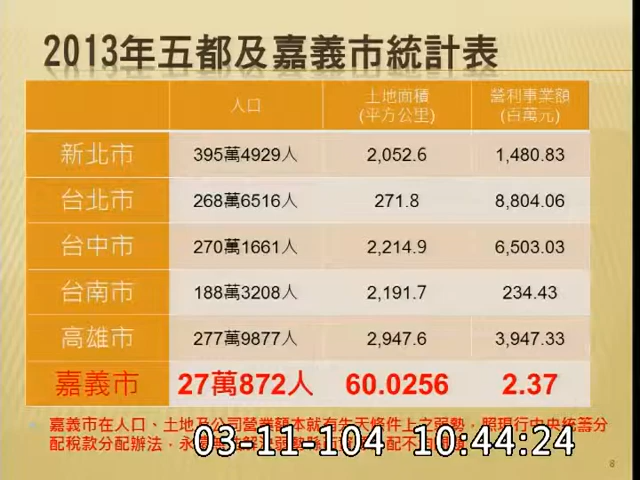 2013年五都及嘉義市統計表
人口 土地面積 營利事業額
(平方公里) (百萬元)
新北市 395萬4929人 2,052.6 1,480.83
台北市 268萬6516人 271.8 8,804.06
台中市 270萬1661人 2,214.9 6,503.03
台南市 188萬3208人 2,191.7 234.43
高雄市 277萬9877人 2,947.6 3,947.33
嘉義市 27萬872人 60.0256 2.37
嘉義市在人口、土地及公司營業額本就有先天條件上之弱勢，照現行中央統籌分
配稅款分配辦法，永
03-11-104 10:44:24
8